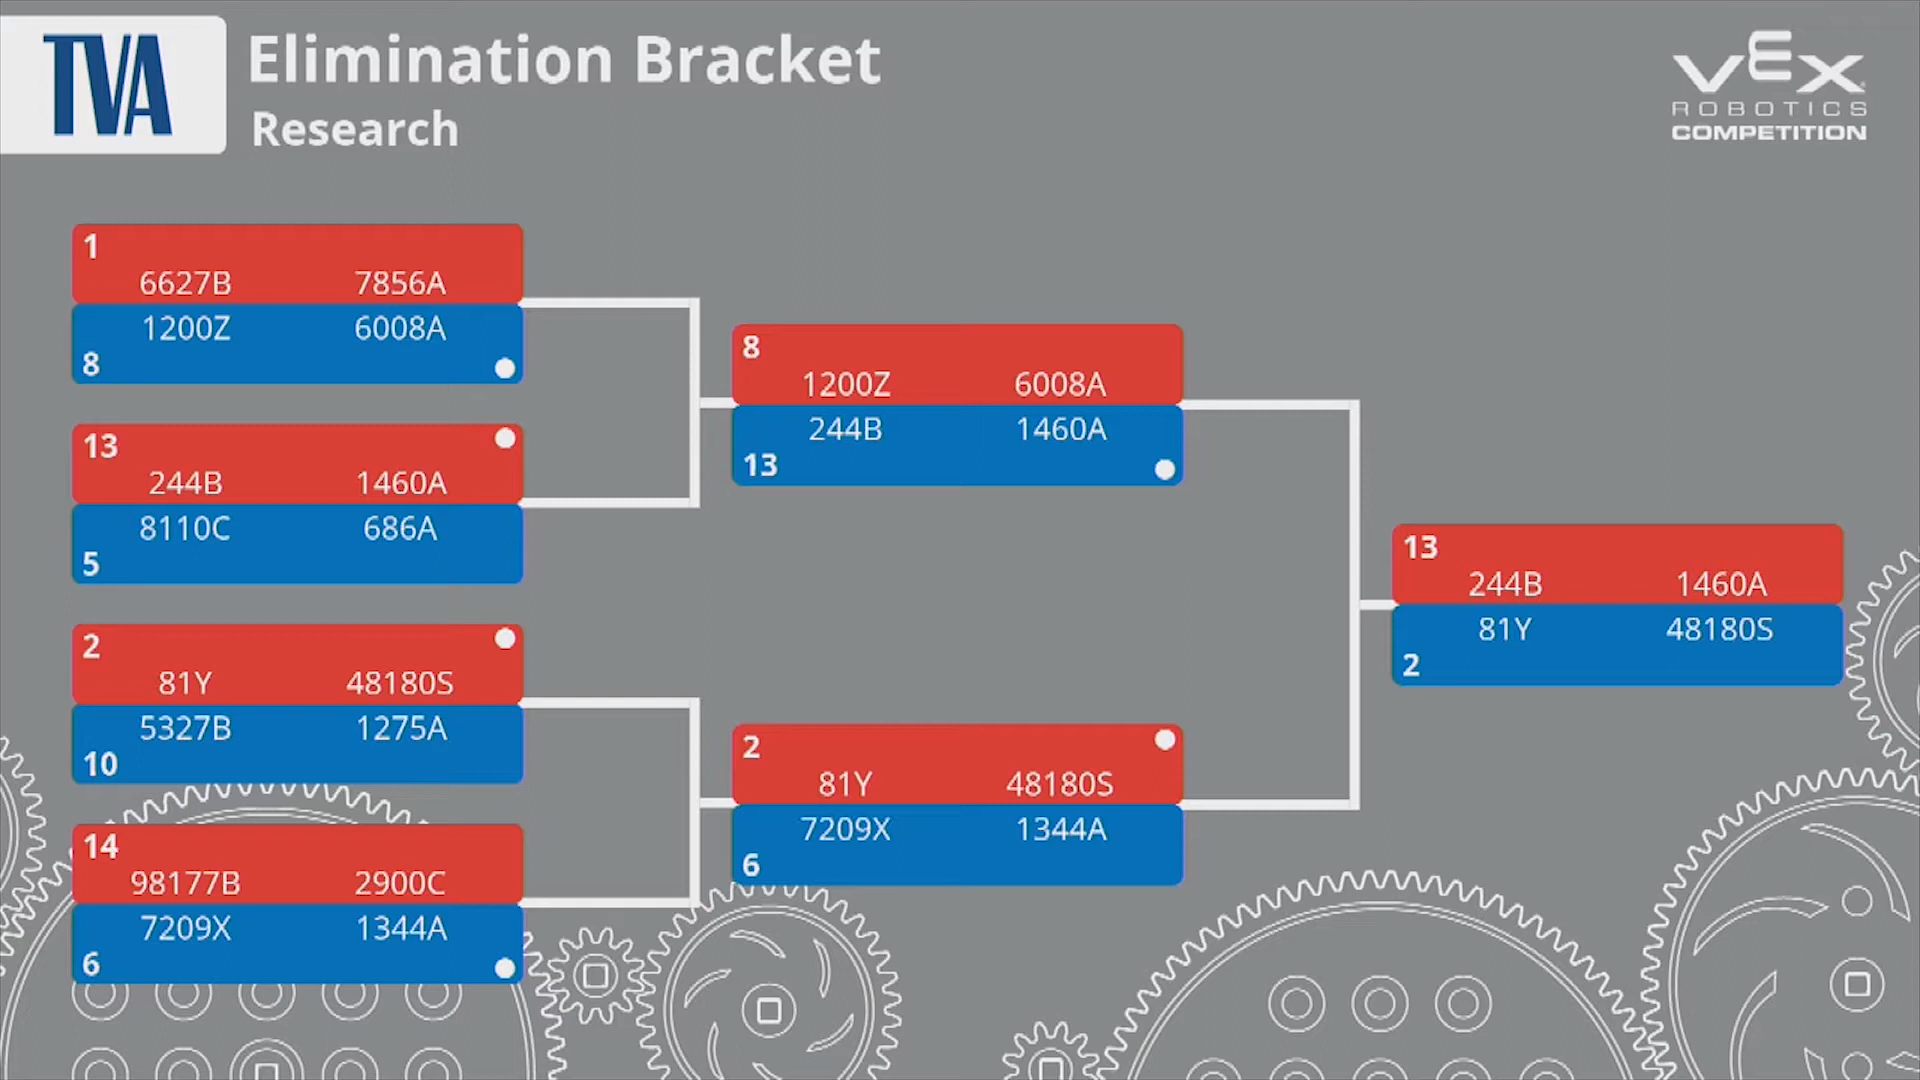 TVA
Elimination Bracket
Research
VEX
ROBOTICS
COMPETITION
1
6627B 7856A
1200Z 6008A
8
13
244B 1460A
8110C 686A
5
2
81Y 48180S
5327B 1275A
10
14
98177B 2900C
7209X 1344A
6
8
1200Z 6008A
244B 1460A
13
2
81Y 48180S
7209X 1344A
6
13
244B 1460A
81Y 48180S
2